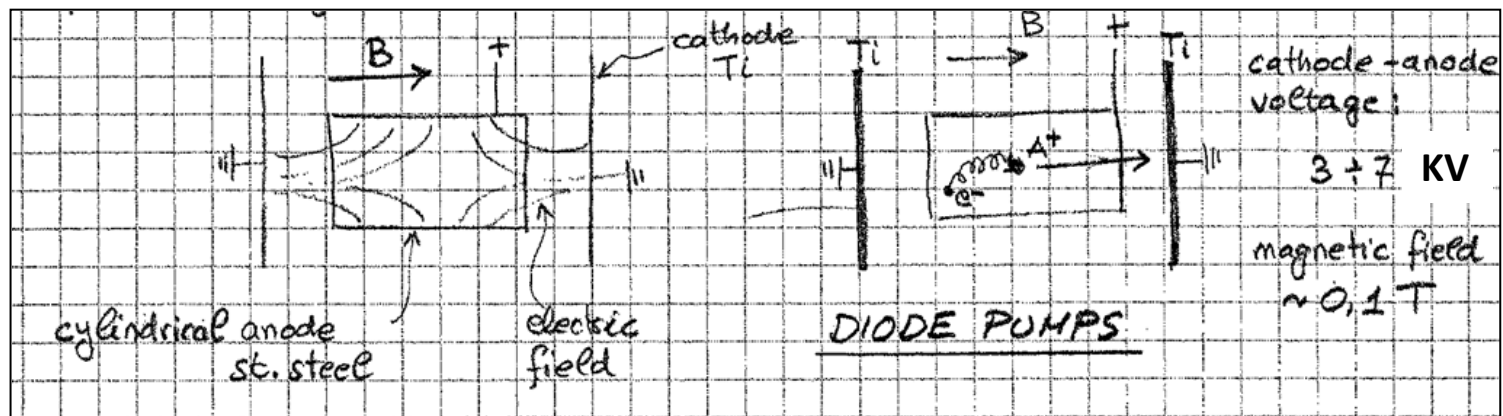 B
+
cathode
Ti
cylindrical anode
st. steel
electric
field
Ti
B
+
Ti
A+
e-
DIODE PUMPS
cathode-anode
voltage:
3 ÷ 7 KV
magnetic field
~ 0,1 T